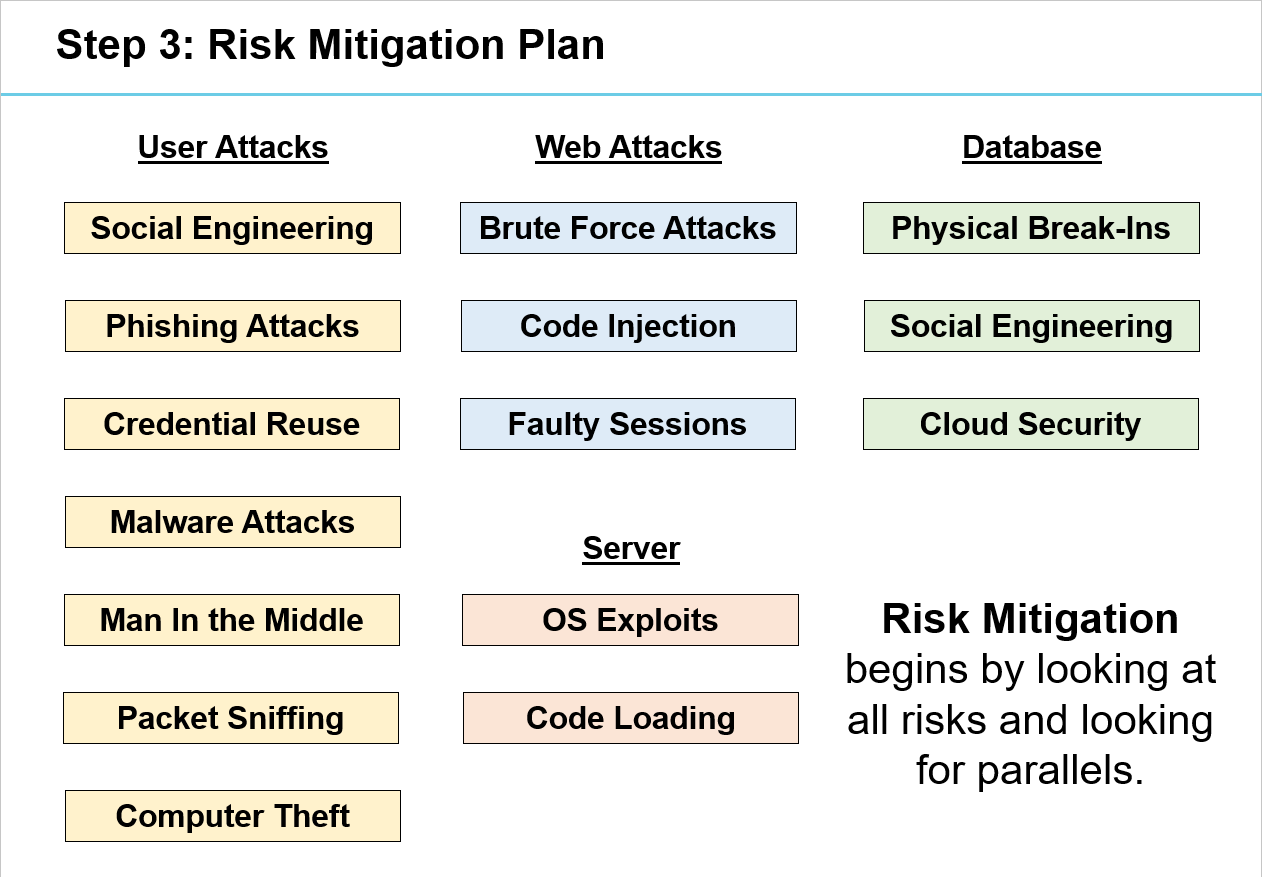 Step 3: Risk Mitigation Plan
User Attacks
Social Engineering
Phishing Attacks
Credential Reuse
Malware Attacks
Man In the Middle
Packet Sniffing
Computer Theft
Web Attacks
Brute Force Attacks
Code Injection
Faulty Sessions
Server
OS Exploits
Code Loading
Database
Physical Break-Ins
Social Engineering
Cloud Security
Risk Mitigation
begins by looking at
all risks and looking
for parallels.